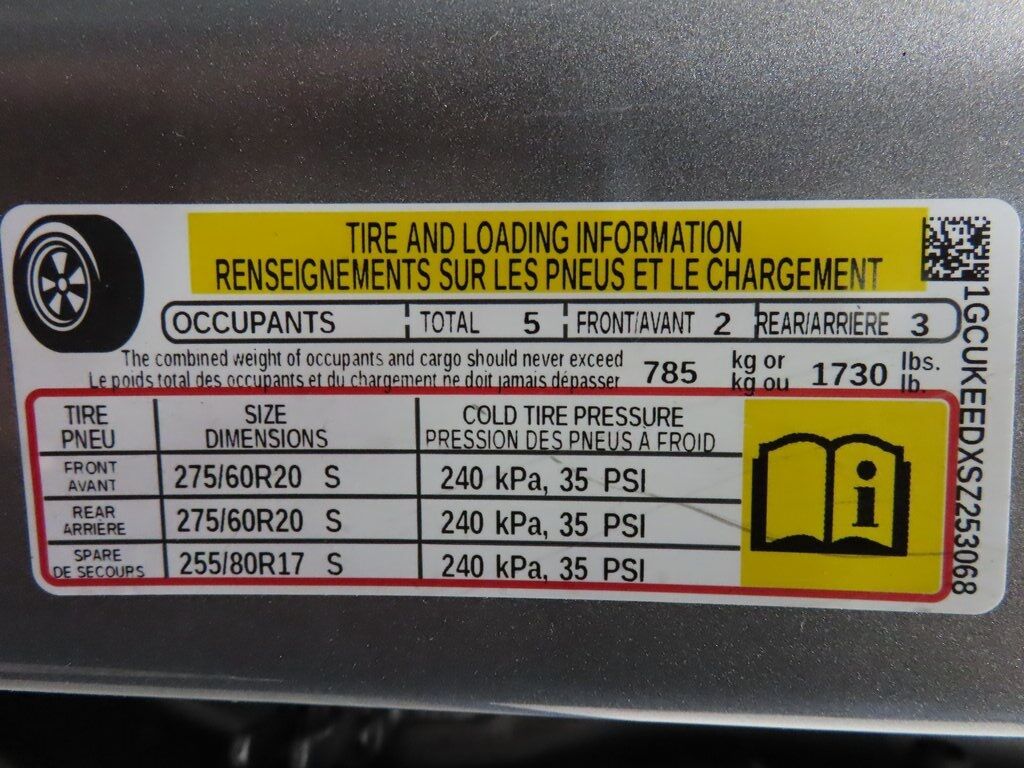 TIRE AND LOADING INFORMATION
RENSEIGNEMENTS SUR LES PNEUS ET LE CHARGEMENT
OCCUPANTS TOTAL 5 FRONT/AVANT 2 REAR/ARRIÈRE 3
The combined weight of occupants and cargo should never exceed 785 kg or 1730 lbs.
Le poids total des occupants et du chargement ne doit jamais dépasser kg ou lb.
TIRE SIZE COLD TIRE PRESSURE
PNEU DIMENSIONS PRESSION DES PNEUS A FROID
FRONT
AVANT 275/60R20 S 240 kPa, 35 PSI
REAR
ARRIÈRE 275/60R20 S 240 kPa, 35 PSI
SPARE
DE SECOURS 255/80R17 S 240 kPa, 35 PSI
i
1GCUKEEDXSZ253068